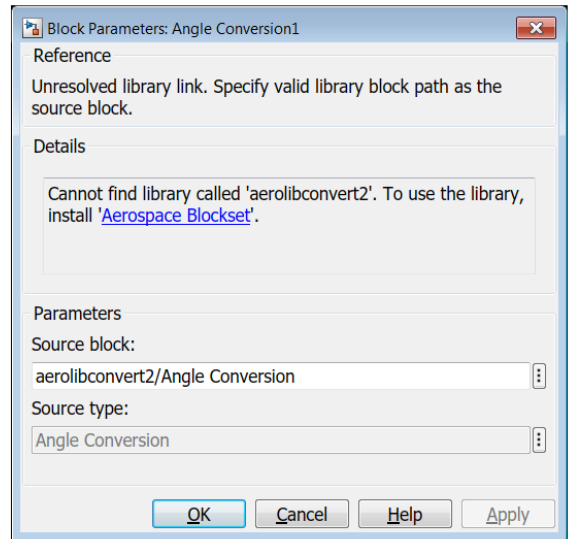 Block Parameters: Angle Conversion1
Reference
Unresolved library link. Specify valid library block path as the
source block.
Details
Cannot find library called 'aerolibconvert2'. To use the library,
install 'Aerospace Blockset'.
Parameters
Source block:
aerolibconvert2/Angle Conversion
Source type:
Angle Conversion
OK Cancel Help Apply